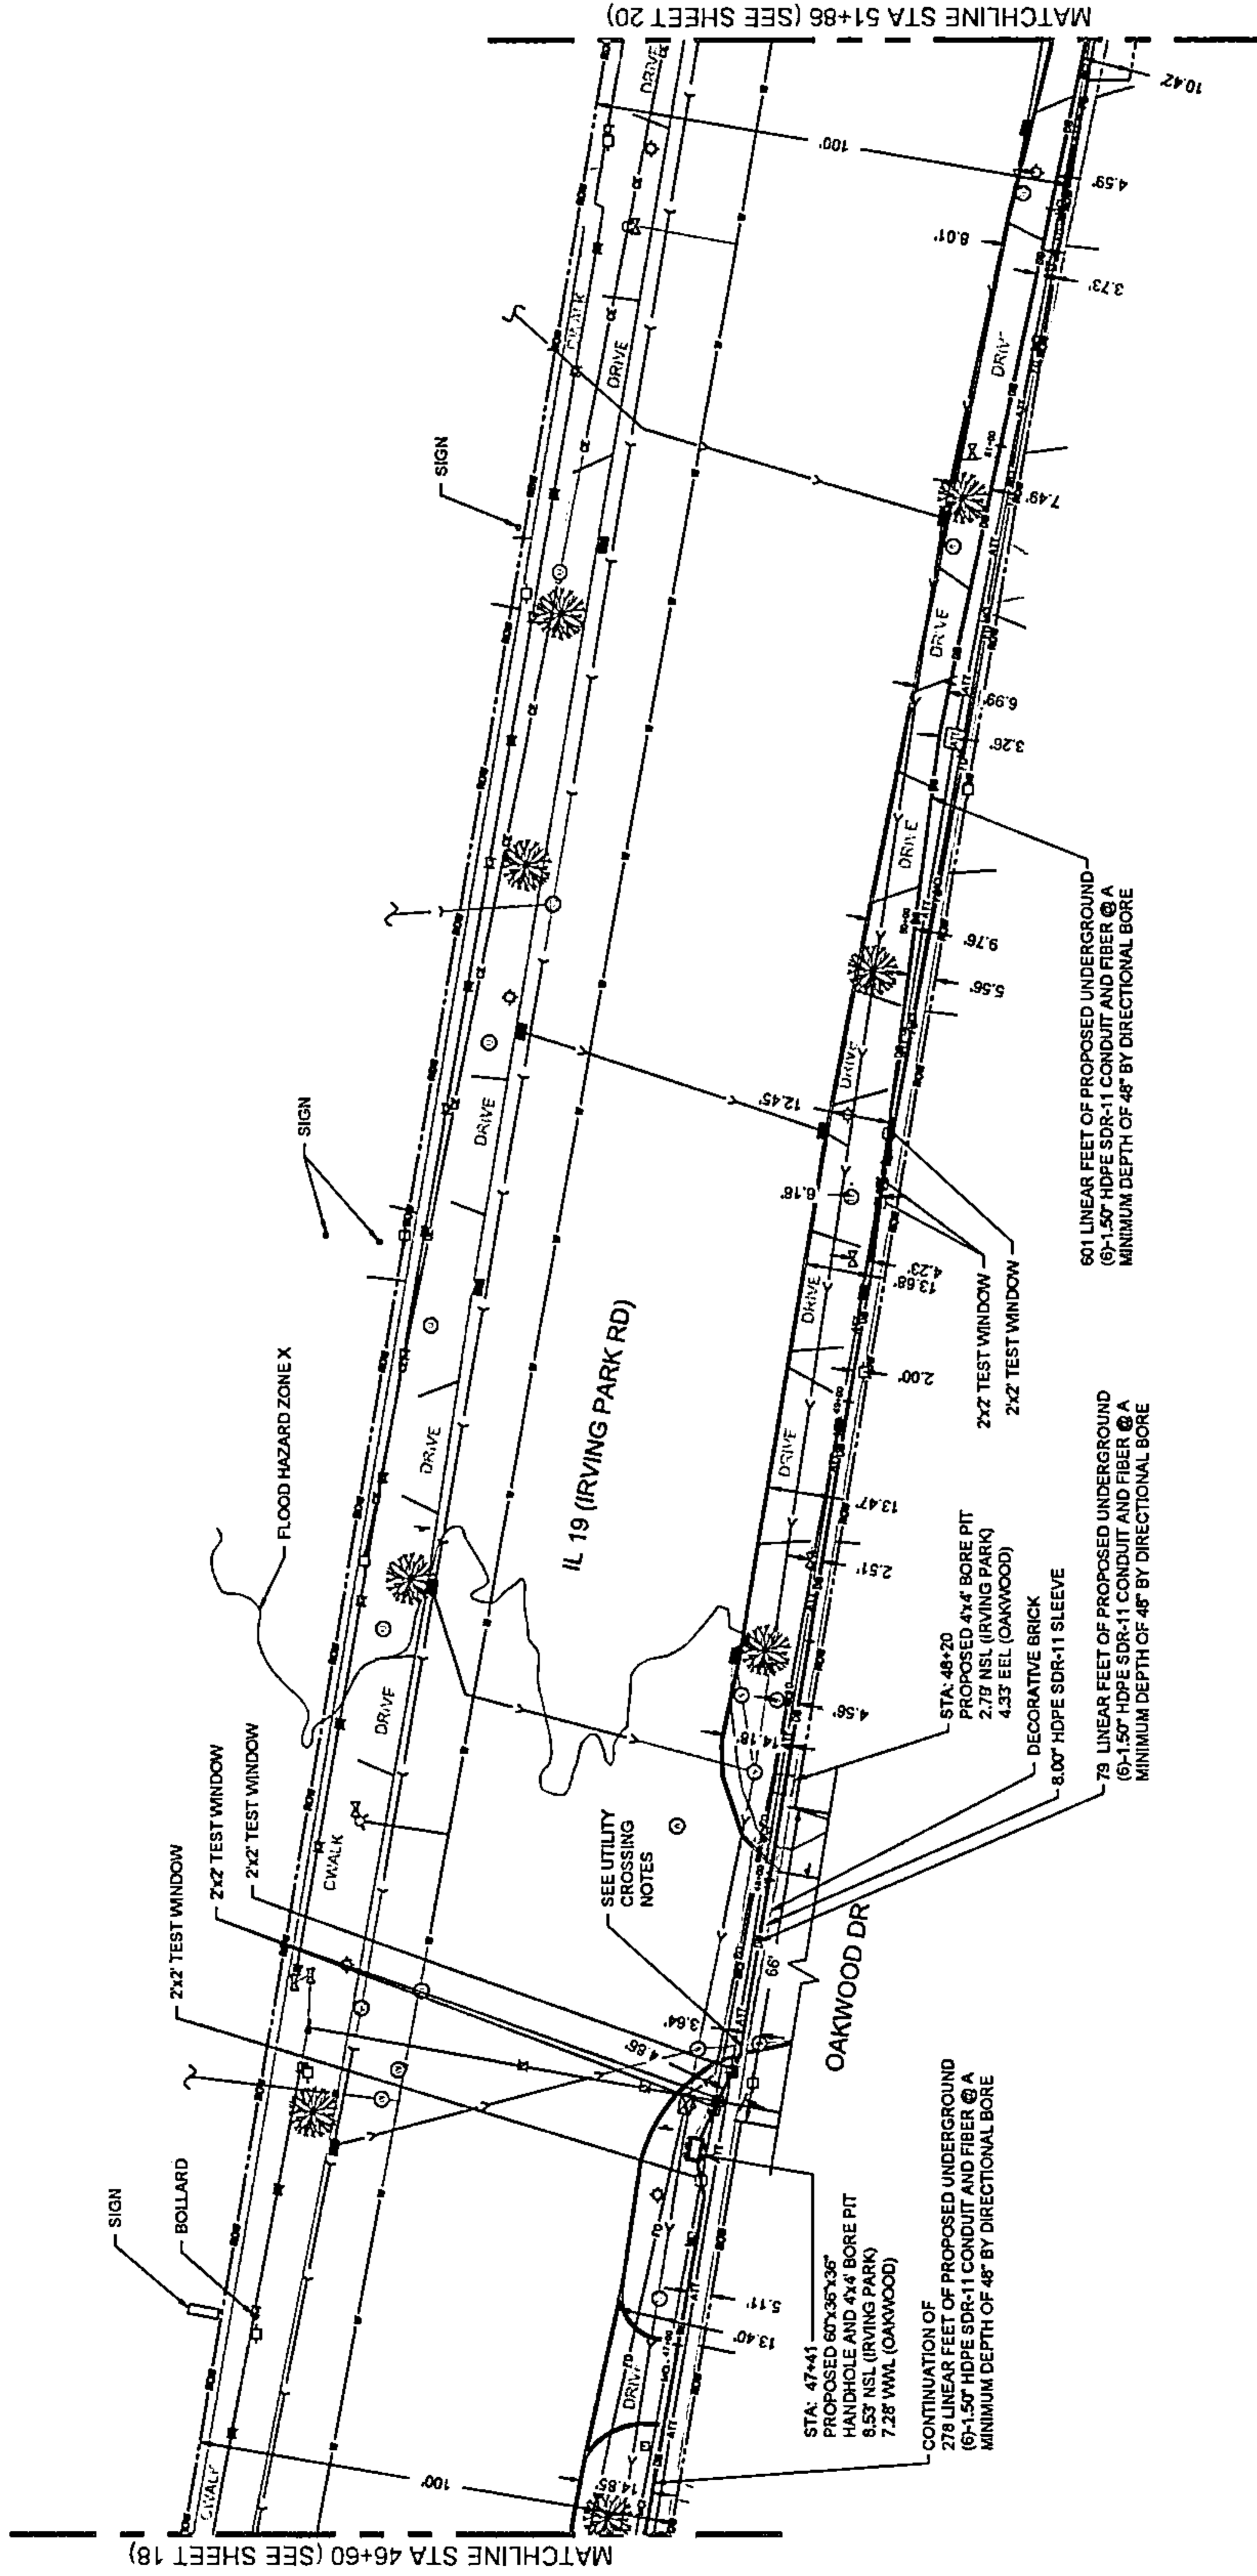 MATCHLINE STA 46+60 (SEE SHEET 18)
MATCHLINE STA 51+86 (SEE SHEET 20)
SIGN
BOLLARD
2'x2' TEST WINDOW
2'x2' TEST WINDOW
2'x2' TEST WINDOW
FLOOD HAZARD ZONE X
SIGN
SIGN
CWALK
CWALK
DRIVE
DRIVE
DRIVE
DRIVE
DRIVE
100'
100'
IL 19 (IRVING PARK RD)
SEE UTILITY
CROSSING
NOTES
OAKWOOD DR
66'
DRIVE
DRIVE
DRIVE
DRIVE
DRIVE
DRIVE
DRIVE
14.85'
13.40'
5.11'
4.86'
3.64'
14.18'
4.56'
2.51'
13.47'
2.00'
13.68'
4.23'
6.18'
12.45'
5.56'
9.76'
3.26'
6.99'
7.49'
3.73'
8.01'
4.59'
10.42'
STA: 47+41
PROPOSED 60"x36"x36"
HANDHOLE AND 4'x4' BORE PIT
8.53' NSL (IRVING PARK)
7.28' WWL (OAKWOOD)
CONTINUATION OF
278 LINEAR FEET OF PROPOSED UNDERGROUND
(6)-1.50" HDPE SDR-11 CONDUIT AND FIBER @ A
MINIMUM DEPTH OF 48" BY DIRECTIONAL BORE
STA: 48+20
PROPOSED 4'x4' BORE PIT
2.79' NSL (IRVING PARK)
4.33' EEL (OAKWOOD)
DECORATIVE BRICK
8.00" HDPE SDR-11 SLEEVE
79 LINEAR FEET OF PROPOSED UNDERGROUND
(6)-1.50" HDPE SDR-11 CONDUIT AND FIBER @ A
MINIMUM DEPTH OF 48" BY DIRECTIONAL BORE
2'x2' TEST WINDOW
2'x2' TEST WINDOW
601 LINEAR FEET OF PROPOSED UNDERGROUND
(6)-1.50" HDPE SDR-11 CONDUIT AND FIBER @ A
MINIMUM DEPTH OF 48" BY DIRECTIONAL BORE